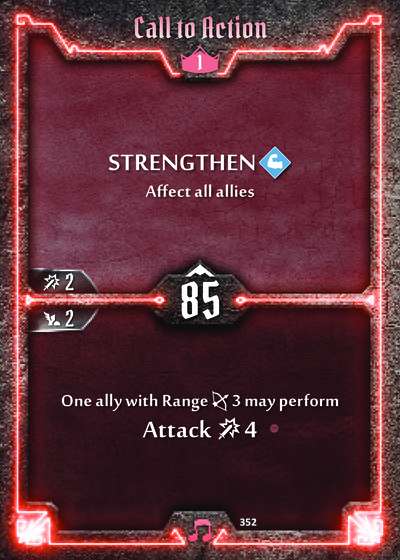 Call to Action
1
STRENGTHEN
Affect all allies
2
85
2
One ally with Range 3 may perform
Attack 4
352